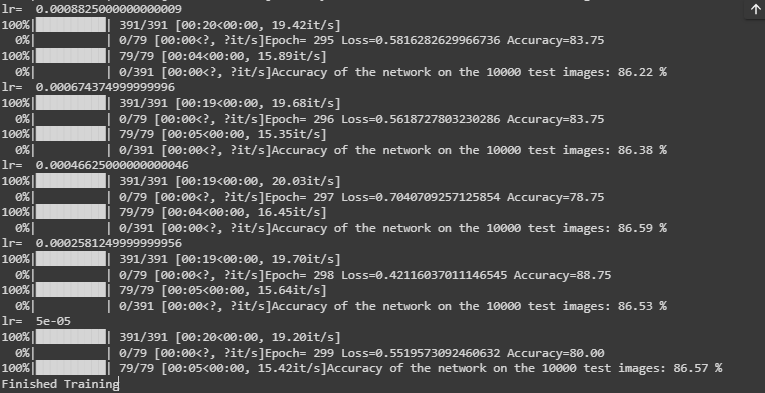 lr=  0.0008825000000000009
100%|██████████| 391/391 [00:20<00:00, 19.42it/s]
  0%|          | 0/79 [00:00<?, ?it/s]Epoch= 295 Loss=0.5816282629966736 Accuracy=83.75
100%|██████████| 79/79 [00:04<00:00, 15.89it/s]
  0%|          | 0/391 [00:00<?, ?it/s]Accuracy of the network on the 10000 test images: 86.22 %
lr=  0.000674374999999996
100%|██████████| 391/391 [00:19<00:00, 19.68it/s]
  0%|          | 0/79 [00:00<?, ?it/s]Epoch= 296 Loss=0.5618727803230286 Accuracy=83.75
100%|██████████| 79/79 [00:05<00:00, 15.35it/s]
  0%|          | 0/391 [00:00<?, ?it/s]Accuracy of the network on the 10000 test images: 86.38 %
lr=  0.00046625000000000046
100%|██████████| 391/391 [00:19<00:00, 20.03it/s]
  0%|          | 0/79 [00:00<?, ?it/s]Epoch= 297 Loss=0.7040709257125854 Accuracy=78.75
100%|██████████| 79/79 [00:04<00:00, 16.45it/s]
  0%|          | 0/391 [00:00<?, ?it/s]Accuracy of the network on the 10000 test images: 86.59 %
lr=  0.0002581249999999956
100%|██████████| 391/391 [00:19<00:00, 19.70it/s]
  0%|          | 0/79 [00:00<?, ?it/s]Epoch= 298 Loss=0.42116037011146545 Accuracy=88.75
100%|██████████| 79/79 [00:05<00:00, 15.64it/s]
  0%|          | 0/391 [00:00<?, ?it/s]Accuracy of the network on the 10000 test images: 86.53 %
lr=  5e-05
100%|██████████| 391/391 [00:20<00:00, 19.20it/s]
  0%|          | 0/79 [00:00<?, ?it/s]Epoch= 299 Loss=0.5519573092460632 Accuracy=80.00
100%|██████████| 79/79 [00:05<00:00, 15.42it/s]Accuracy of the network on the 10000 test images: 86.57 %
Finished Training